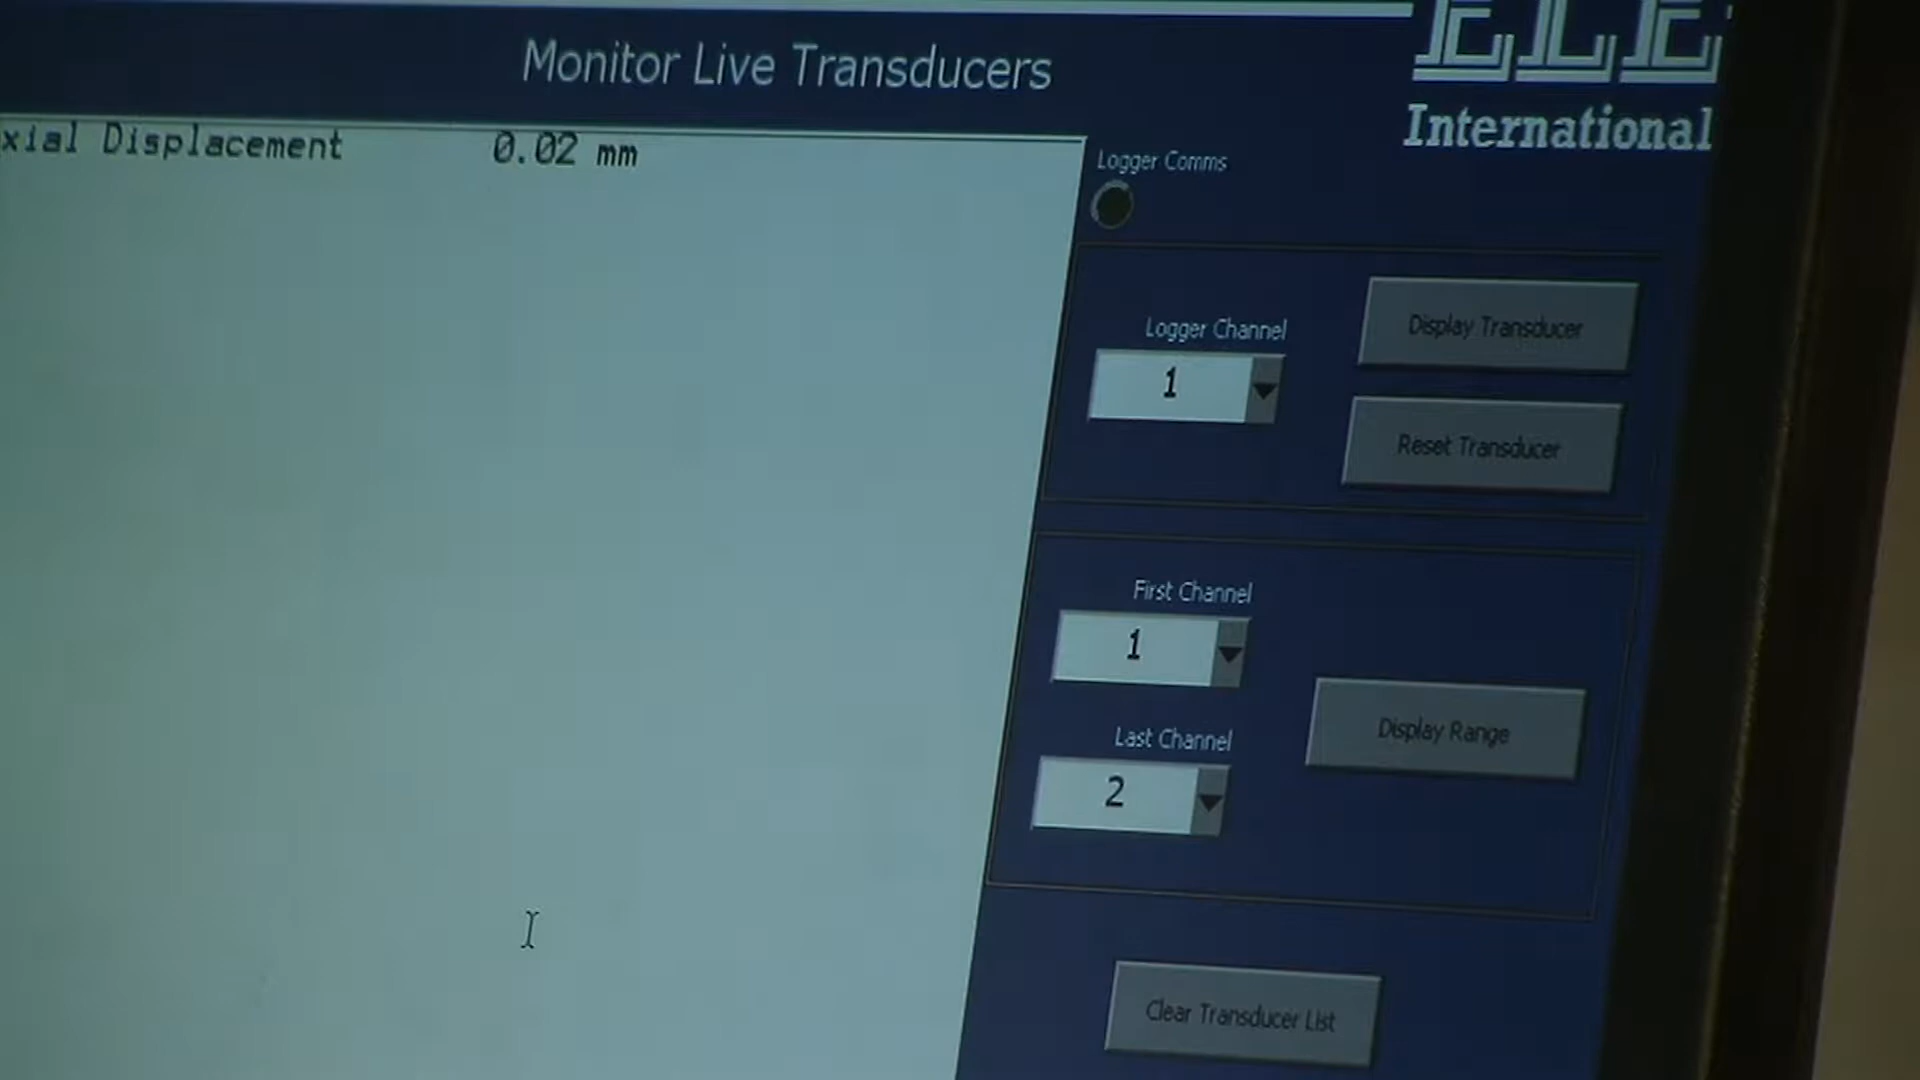 Monitor Live Transducers
ELE
International
xial Displacement 0.02 mm
Logger Comms
Logger Channel
1
Display Transducer
Reset Transducer
First Channel
1
Last Channel
2
Display Range
Clear Transducer List